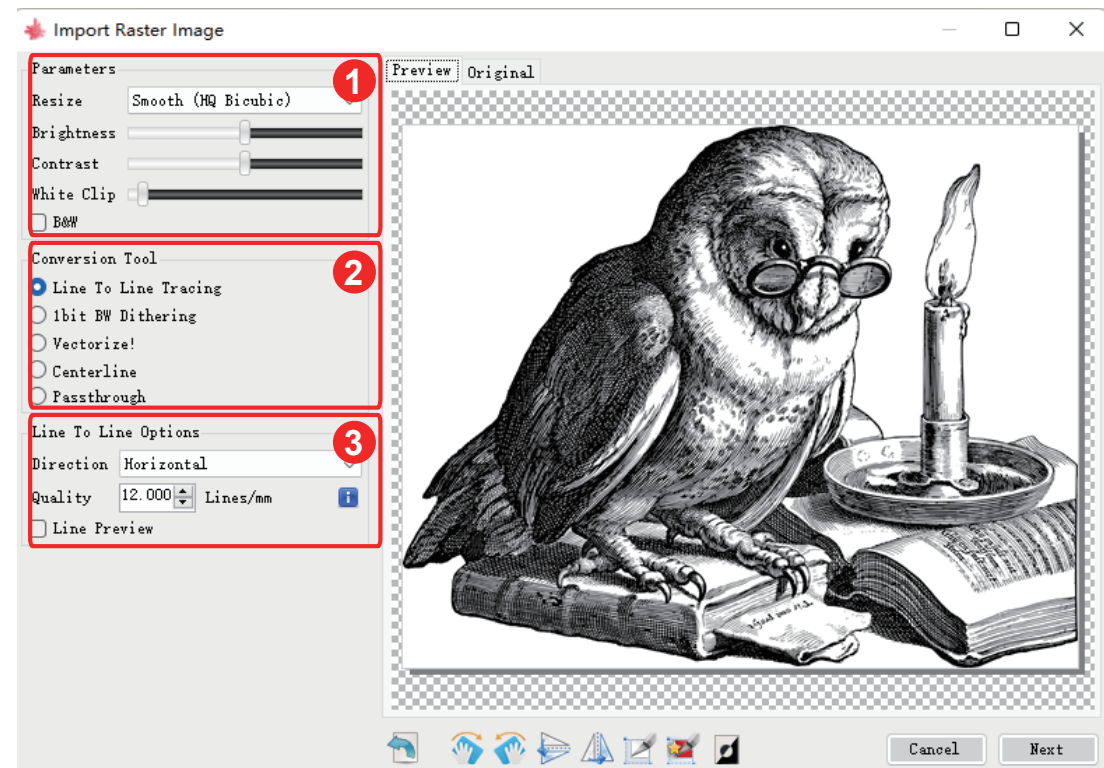 Import Raster Image
Parameters
1
Resize Smooth (HQ Bicubic)
Brightness
Contrast
White Clip
B&W
Conversion Tool
2
Line To Line Tracing
1bit BW Dithering
Vectorize!
Centerline
Passthrough
Line To Line Options
3
Direction Horizontal
Quality 12.000 Lines/mm
Line Preview
Preview Original
Cancel Next